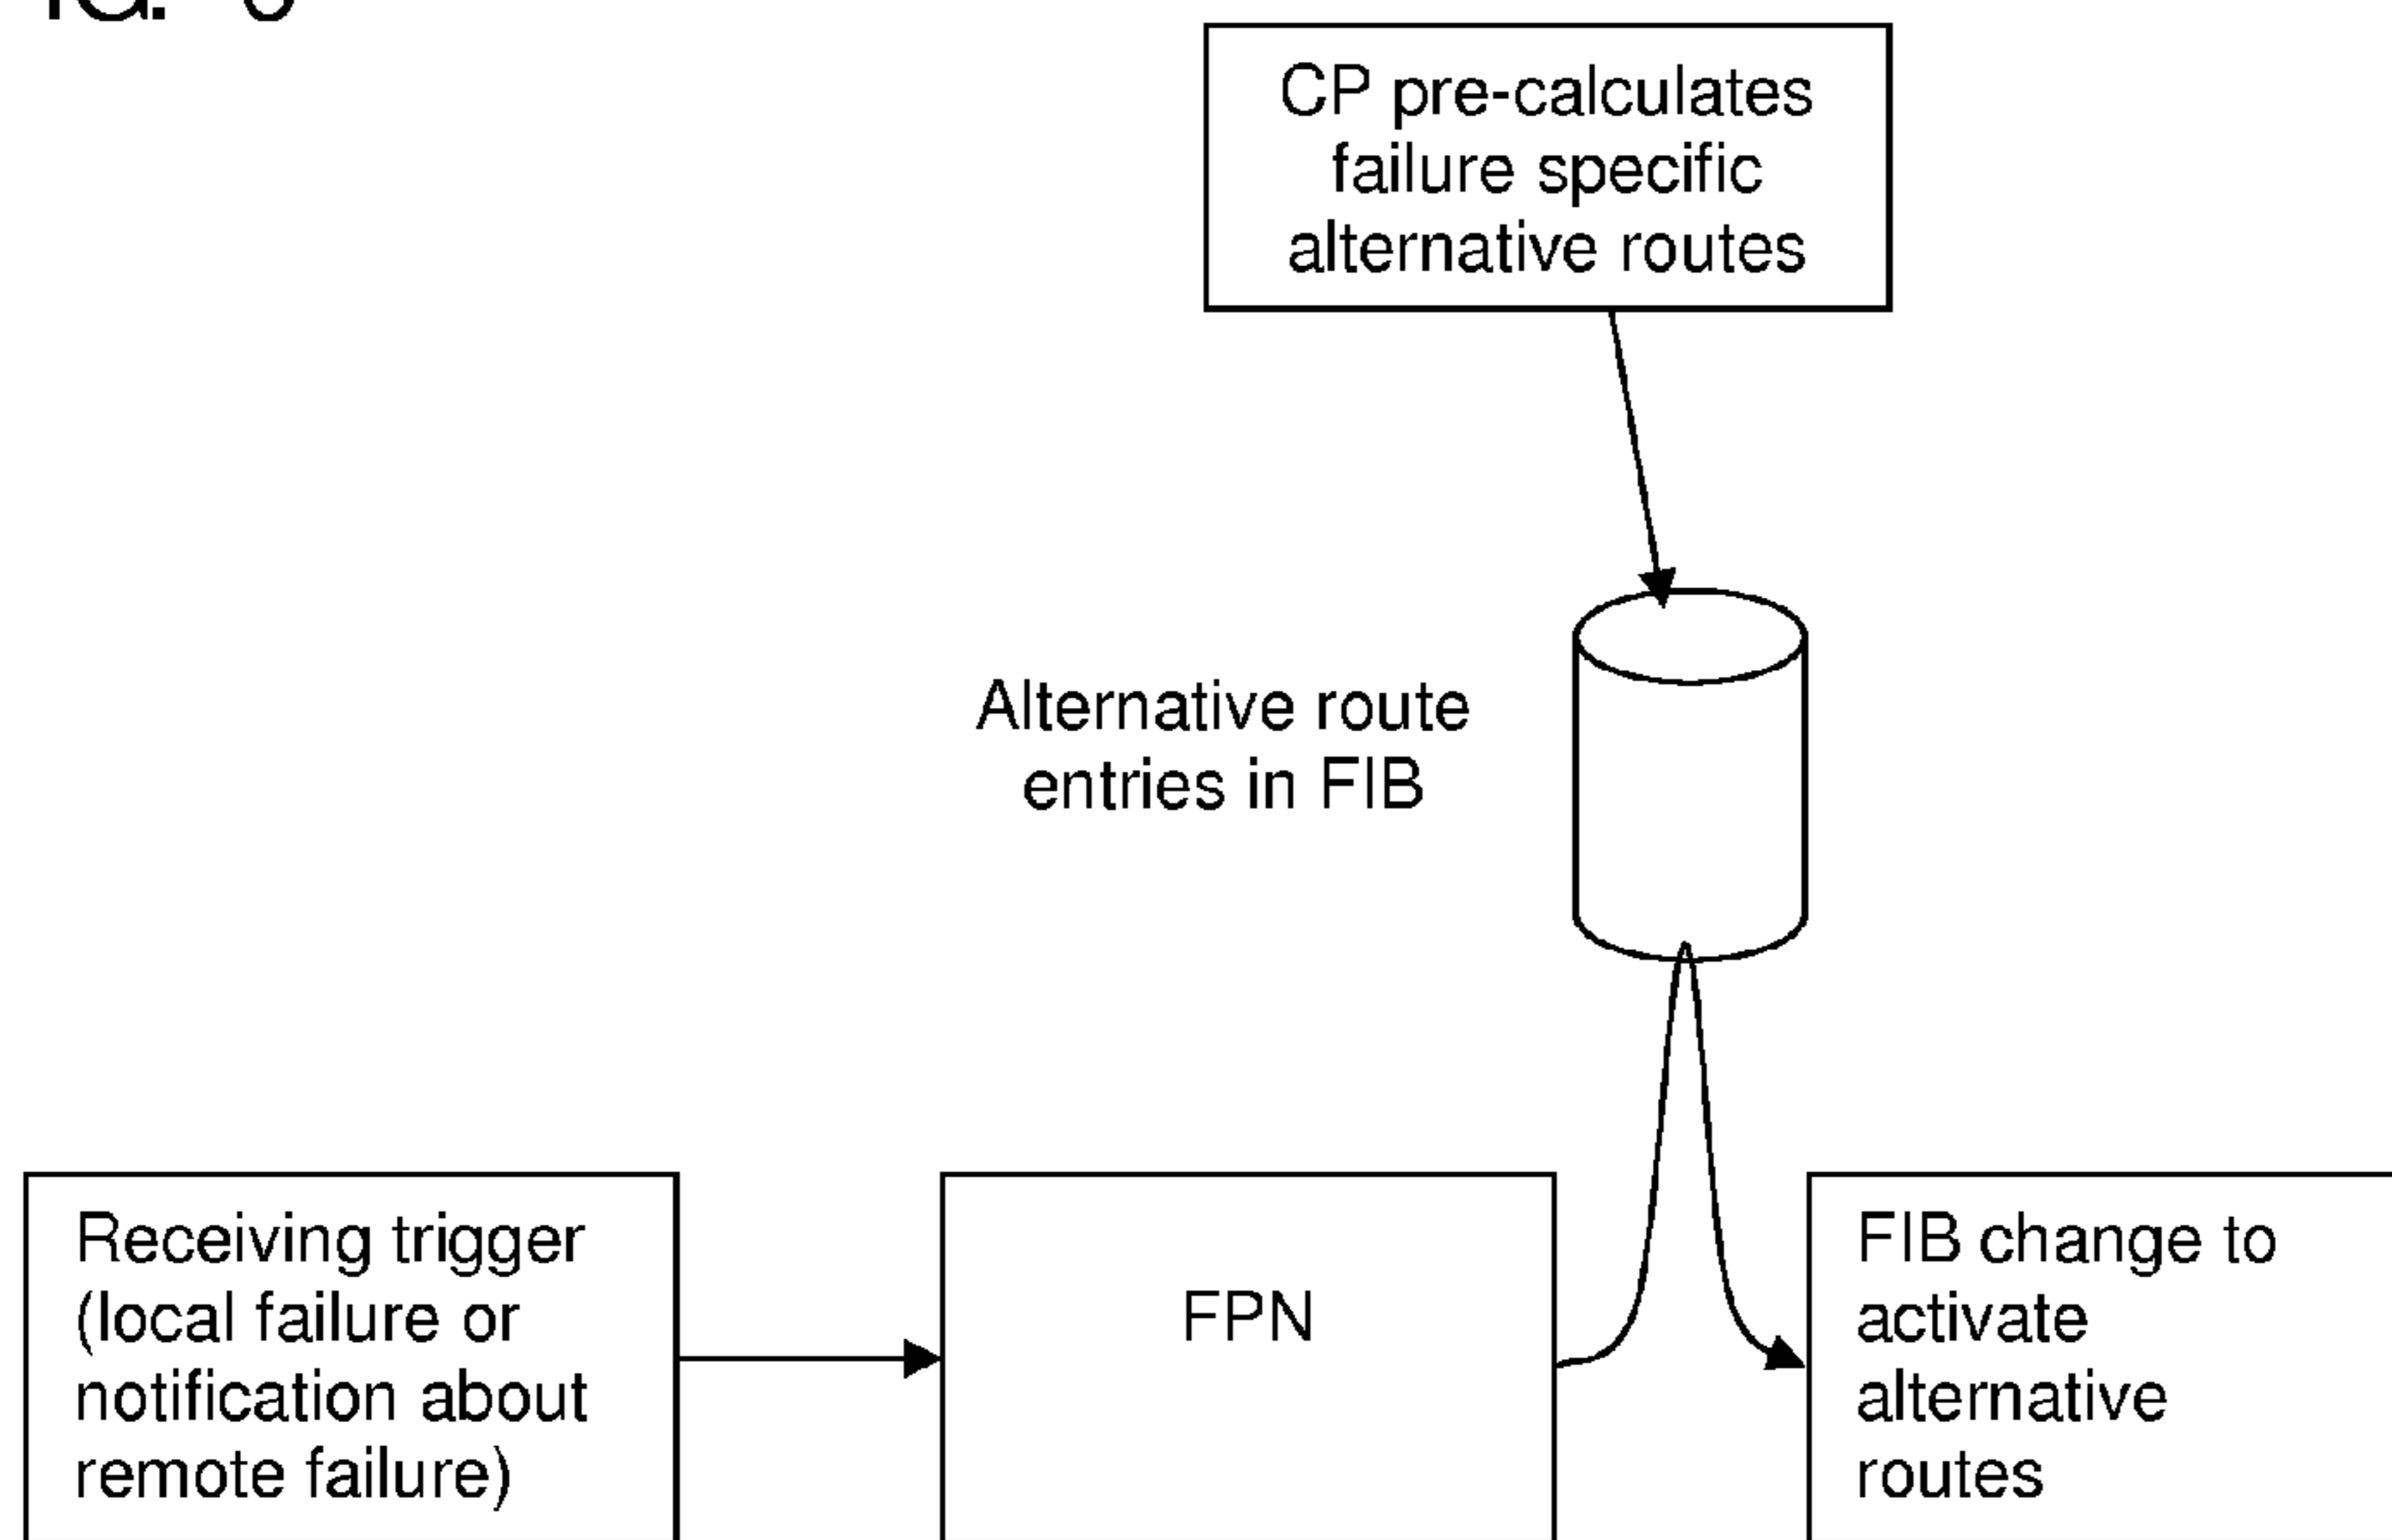 CP pre-calculates
failure specific
alternative routes
Alternative route
entries in FIB
Receiving trigger
(local failure or
notification about
remote failure)
FPN
FIB change to
activate
alternative
routes